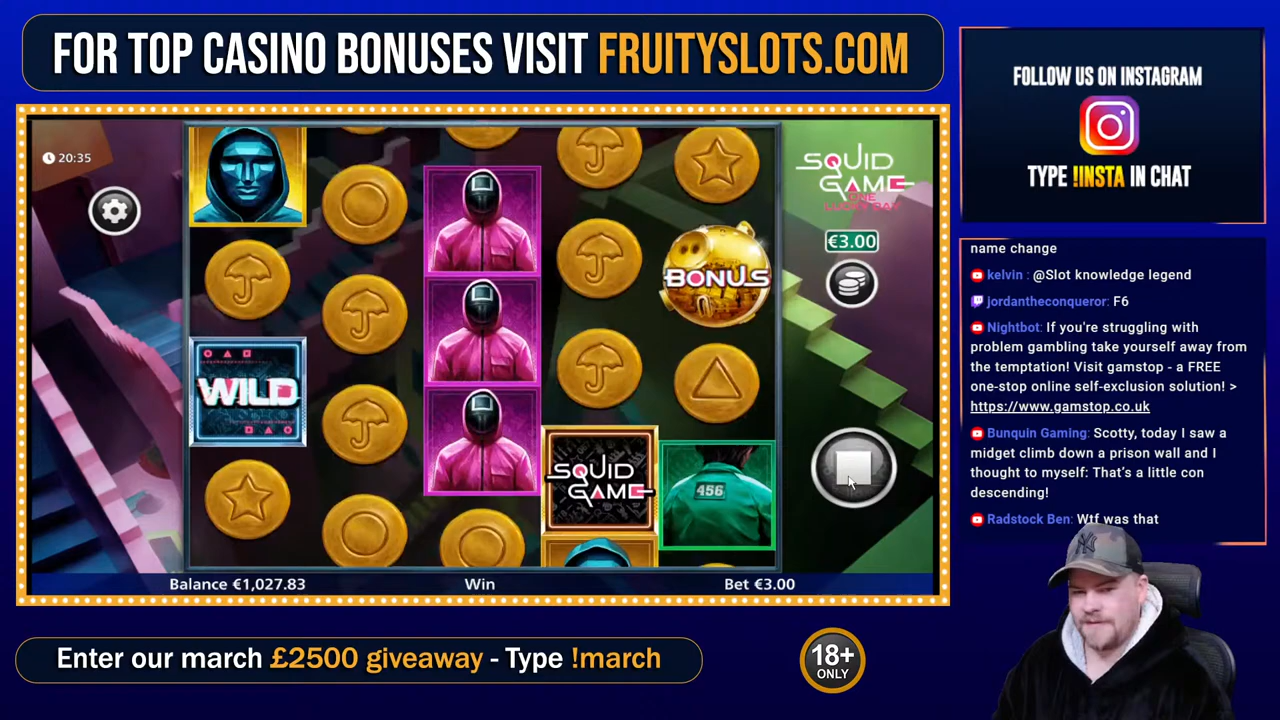 FOR TOP CASINO BONUSES VISIT FRUITYSLOTS.COM
FOLLOW US ON INSTAGRAM
TYPE !INSTA IN CHAT
20:35
SQUID
GAME
ONE
LUCKY DAY
€3.00
BONUS
WILD
SQUID
GAME
456
Balance €1,027.83
Win
Bet €3.00
name change
kelvin : @Slot knowledge legend
jordantheconqueror: F6
Nightbot: If you're struggling with
problem gambling take yourself away from
the temptation! Visit gamstop - a FREE
one-stop online self-exclusion solution! >
https://www.gamstop.co.uk
Bunquin Gaming: Scotty, today I saw a
midget climb down a prison wall and I
thought to myself: That's a little con
descending!
Radstock Ben: Wtf was that
Enter our march £2500 giveaway - Type !march
18+
ONLY